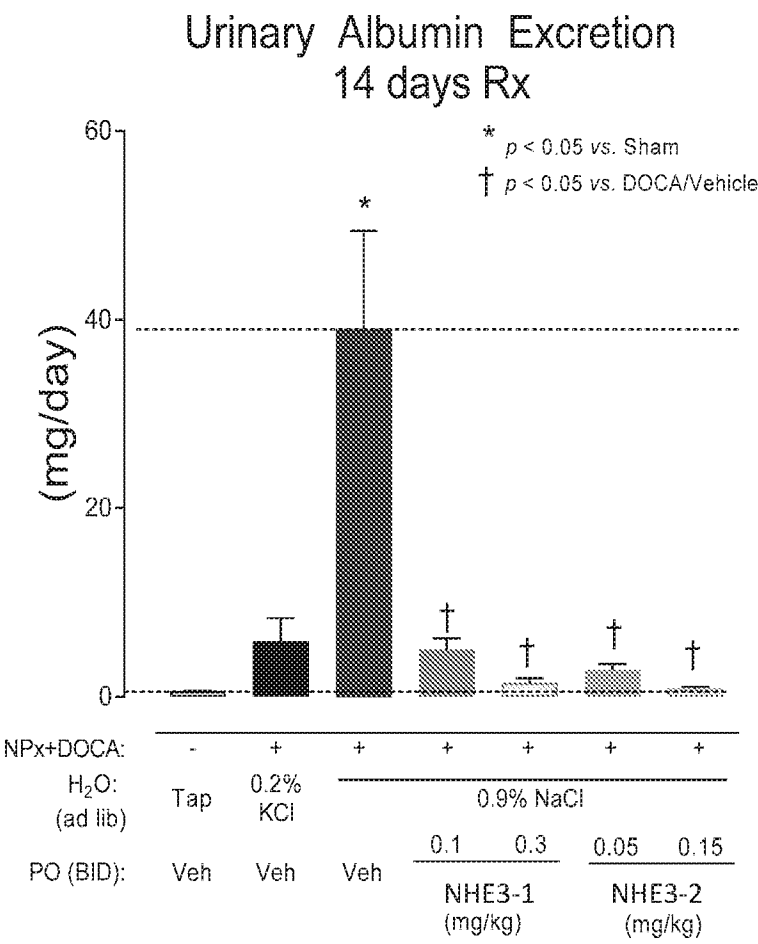 Urinary Albumin Excretion
14 days Rx
* p < 0.05 vs. Sham
† p < 0.05 vs. DOCA/Vehicle
60
40
20
0
(mg/day)
*
† † † †
NPx+DOCA: - + + + + + +
H₂O: (ad lib) Tap 0.2% KCl 0.9% NaCl
0.1 0.3 0.05 0.15
PO (BID): Veh Veh Veh
NHE3-1 NHE3-2
(mg/kg) (mg/kg)